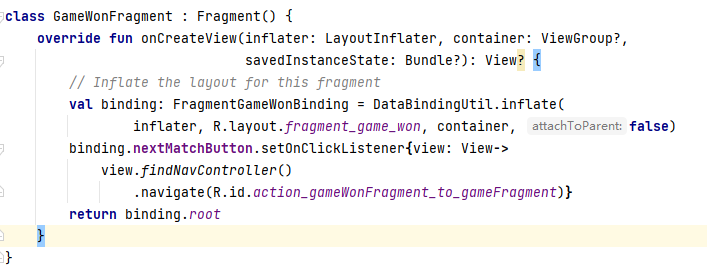 class GameWonFragment : Fragment() {
    override fun onCreateView(inflater: LayoutInflater, container: ViewGroup?,
                              savedInstanceState: Bundle?): View? {
        // Inflate the layout for this fragment
        val binding: FragmentGameWonBinding = DataBindingUtil.inflate(
                inflater, R.layout.fragment_game_won, container, attachToParent: false)
        binding.nextMatchButton.setOnClickListener{view: View->
            view.findNavController()
                .navigate(R.id.action_gameWonFragment_to_gameFragment)}
        return binding.root
    }
}